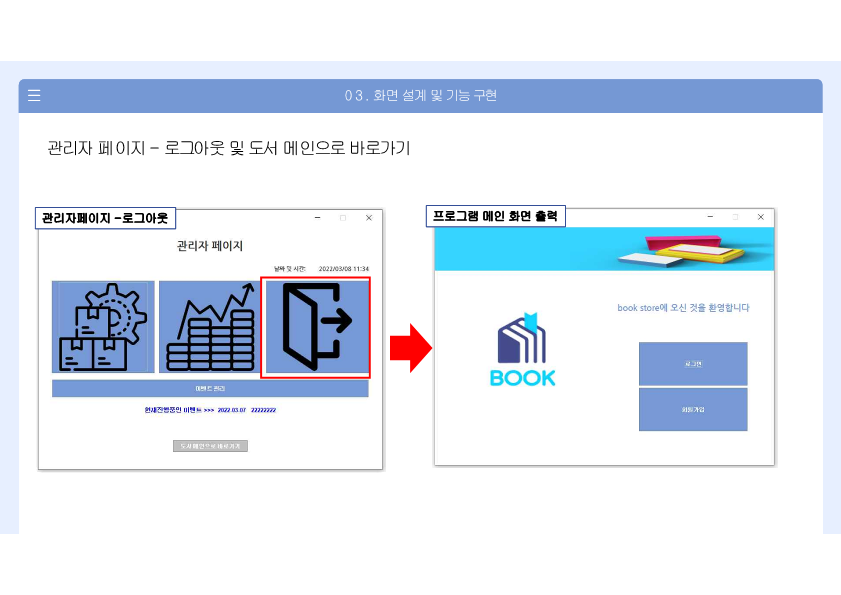 03. 화면 설계 및 기능 구현
관리자 페이지 - 로그아웃 및 도서 메인으로 바로가기
관리자페이지 -로그아웃
관리자 페이지
날짜 및 시간: 2022/03/08 11:34
이벤트 관리
현재진행중인 이벤트 >>> 2022.03.07 22222222
도서메인으로 바로가기
프로그램 메인 화면 출력
book store에 오신 것을 환영합니다
BOOK
로그인
회원가입